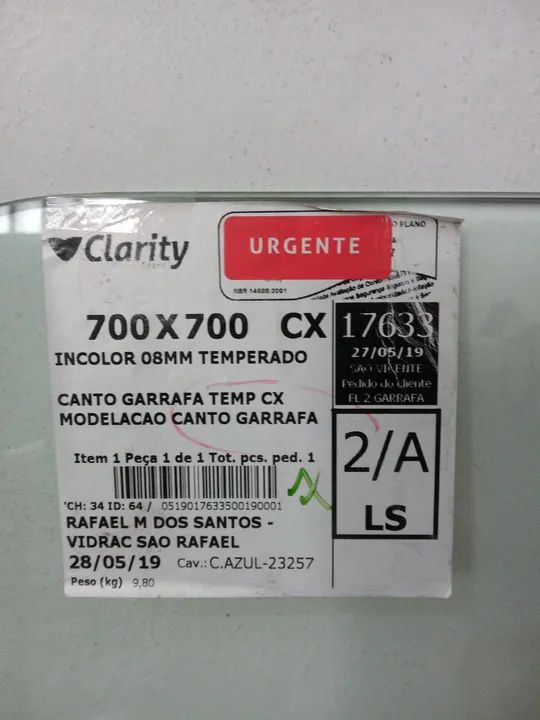 Clarity
URGENTE
PLANO
NBR 14698:2001
700 X 700 CX
17633
INCOLOR 08MM TEMPERADO
27/05/19
SAO VICENTE
Pedido do cliente
FL 2 GARRAFA
CANTO GARRAFA TEMP CX
MODELACAO CANTO GARRAFA
2/A
LS
Item 1 Peça 1 de 1 Tot. pcs. ped. 1
'CH: 34 ID: 64 / 0519017633500190001
RAFAEL M DOS SANTOS -
VIDRAC SAO RAFAEL
28/05/19 Cav.: C.AZUL-23257
Peso (kg) 9,80